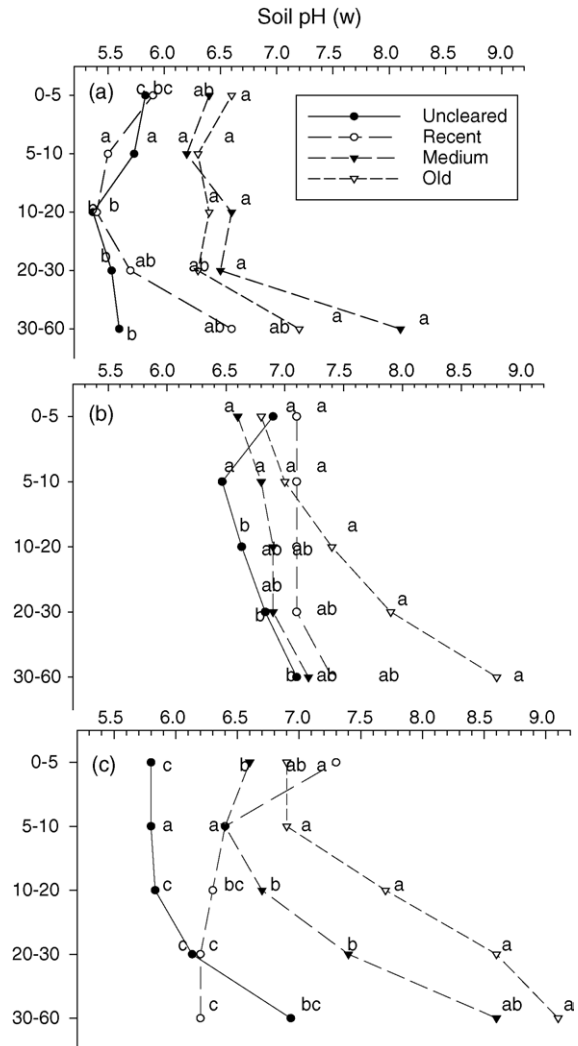 Soil pH (w)
5.5 6.0 6.5 7.0 7.5 8.0 8.5 9.0
(a)
0-5 c bc ab a
5-10 a a a a
10-20 b b a a
20-30 b ab ab a
30-60 b ab ab a a
Uncleared
Recent
Medium
Old
5.5 6.0 6.5 7.0 7.5 8.0 8.5 9.0
(b)
0-5 a a a
5-10 a a a a
10-20 b ab ab a
20-30 b ab ab a
30-60 b ab ab a
5.5 6.0 6.5 7.0 7.5 8.0 8.5 9.0
(c)
0-5 c b ab a
5-10 a a a
10-20 c bc b a
20-30 c c b a
30-60 c bc ab a